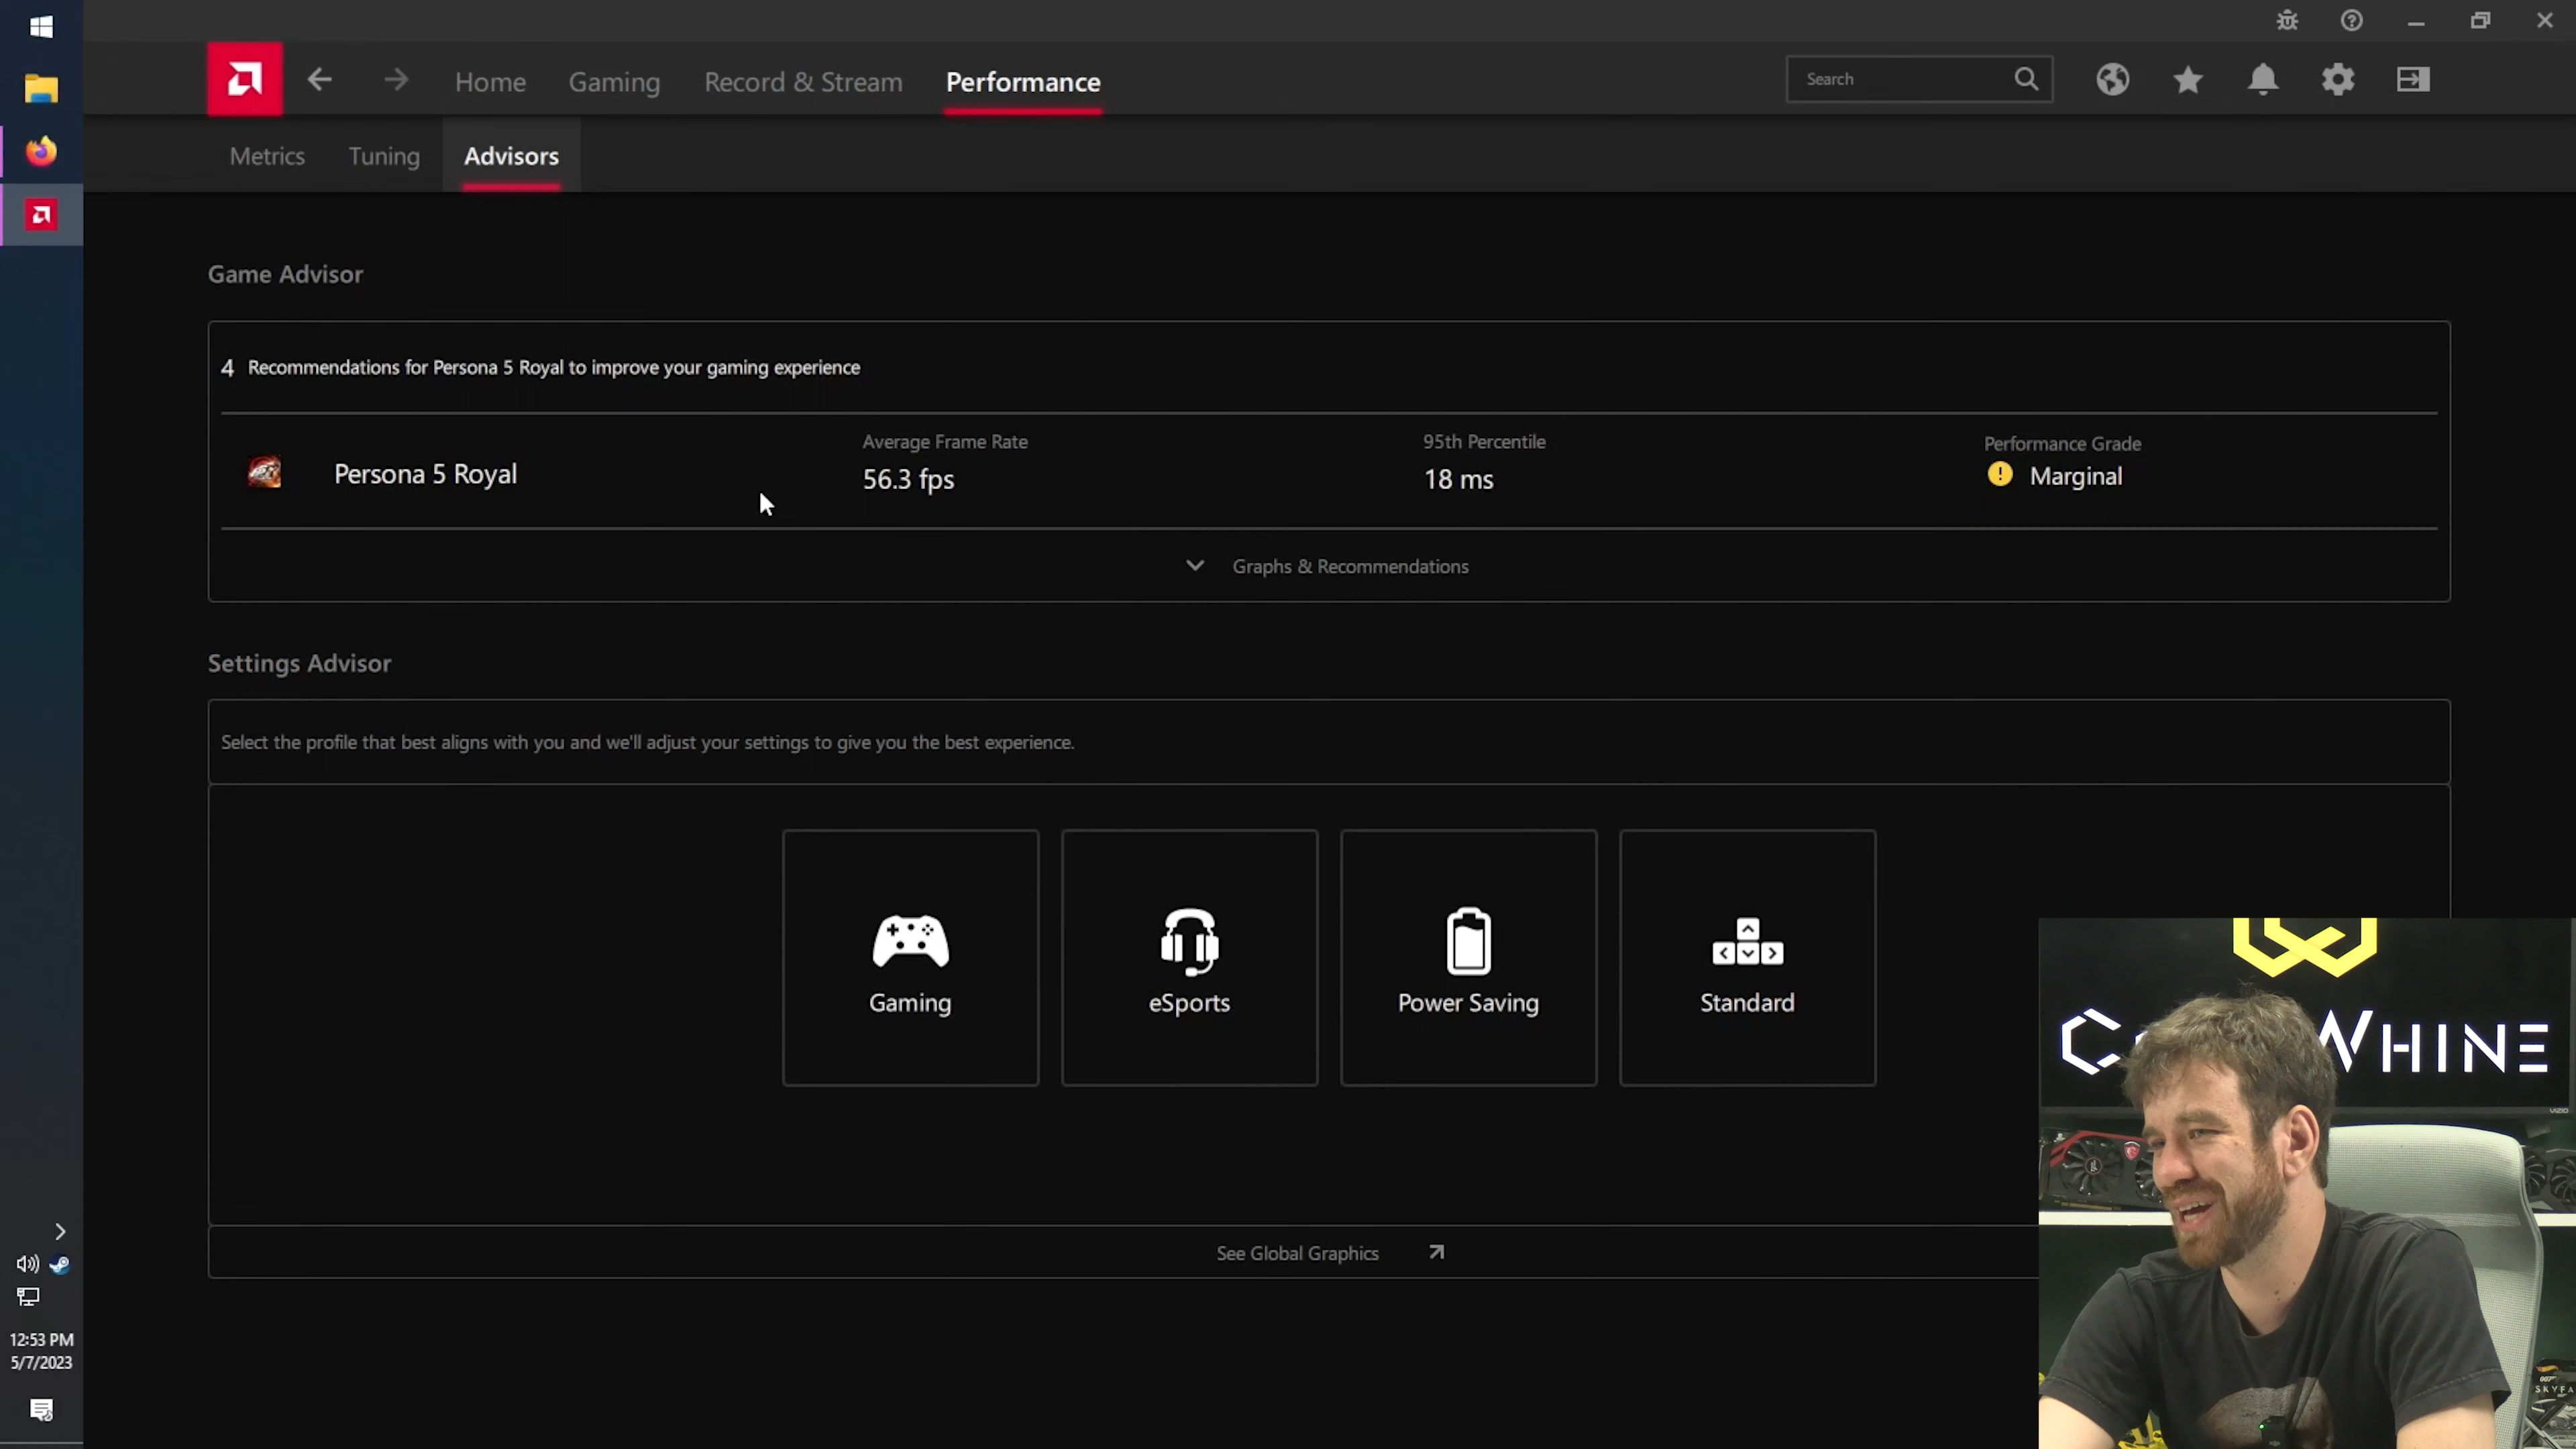 Home Gaming Record & Stream Performance Search
Metrics Tuning Advisors
Game Advisor
4 Recommendations for Persona 5 Royal to improve your gaming experience
Average Frame Rate 95th Percentile Performance Grade
Persona 5 Royal 56.3 fps 18 ms Marginal
Graphs & Recommendations
Settings Advisor
Select the profile that best aligns with you and we'll adjust your settings to give you the best experience.
Gaming eSports Power Saving Standard
See Global Graphics
WHINE
VIZIO
007
12:53 PM
5/7/2023